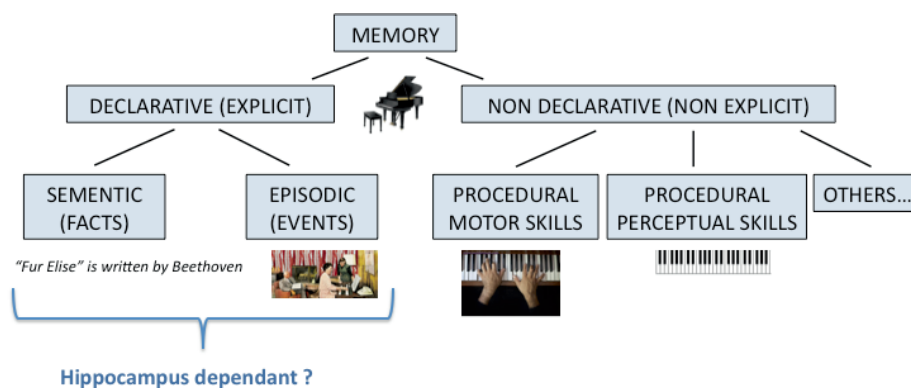 MEMORY
DECLARATIVE (EXPLICIT)
NON DECLARATIVE (NON EXPLICIT)
SEMENTIC
(FACTS)
EPISODIC
(EVENTS)
PROCEDURAL
MOTOR SKILLS
PROCEDURAL
PERCEPTUAL SKILLS
OTHERS...
“Fur Elise” is written by Beethoven
Hippocampus dependant ?